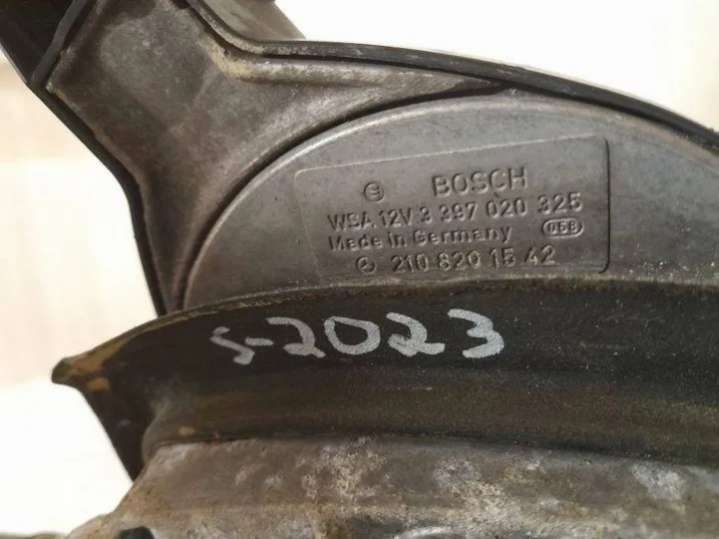 BOSCH
WSA 12V 3 397 020 325
Made in Germany
210 820 15 42
S-2023